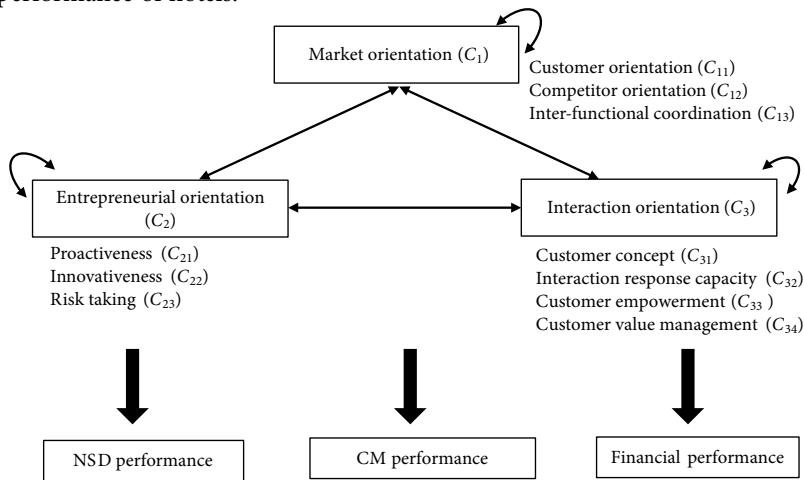 performance of hotels.
Market orientation (C₁)
Customer orientation (C₁₁)
Competitor orientation (C₁₂)
Inter-functional coordination (C₁₃)
Entrepreneurial orientation
(C₂)
Proactiveness (C₂₁)
Innovativeness (C₂₂)
Risk taking (C₂₃)
Interaction orientation (C₃)
Customer concept (C₃₁)
Interaction response capacity (C₃₂)
Customer empowerment (C₃₃ )
Customer value management (C₃₄)
NSD performance
CM performance
Financial performance